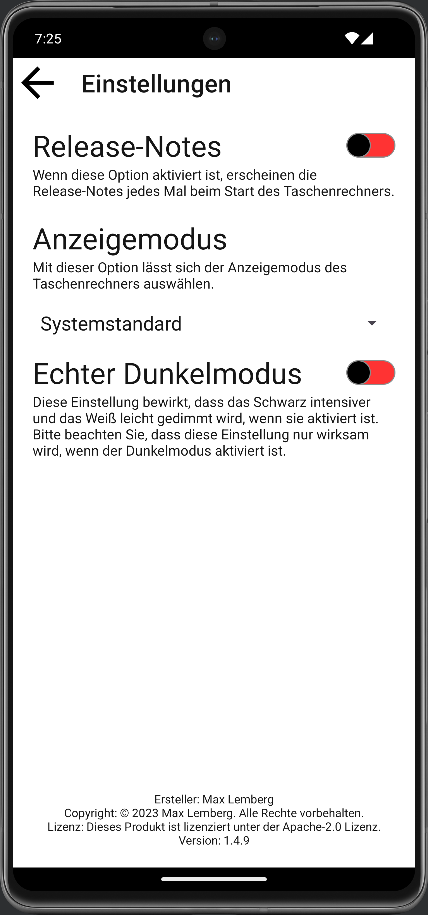 7:25
Einstellungen
Release-Notes
Wenn diese Option aktiviert ist, erscheinen die
Release-Notes jedes Mal beim Start des Taschenrechners.
Anzeigemodus
Mit dieser Option lässt sich der Anzeigemodus des
Taschenrechners auswählen.
Systemstandard
Echter Dunkelmodus
Diese Einstellung bewirkt, dass das Schwarz intensiver
und das Weiß leicht gedimmt wird, wenn sie aktiviert ist.
Bitte beachten Sie, dass diese Einstellung nur wirksam
wird, wenn der Dunkelmodus aktiviert ist.
Ersteller: Max Lemberg
Copyright: © 2023 Max Lemberg. Alle Rechte vorbehalten.
Lizenz: Dieses Produkt ist lizenziert unter der Apache-2.0 Lizenz.
Version: 1.4.9